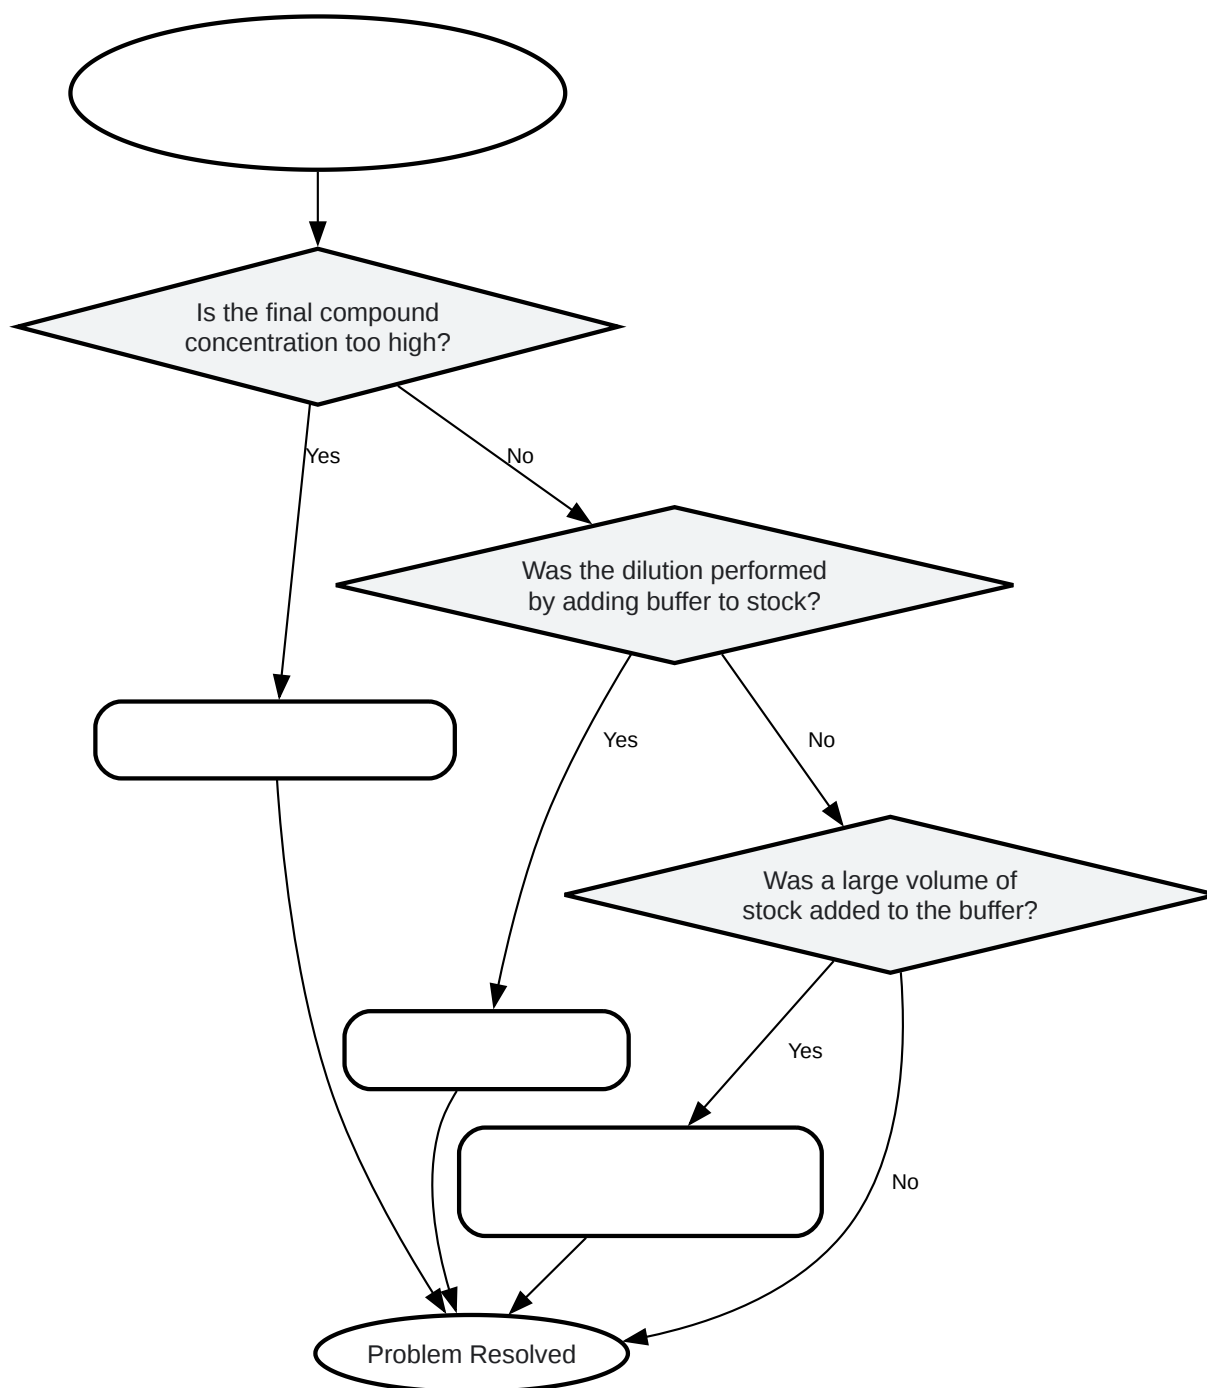 Is the final compound
concentration too high?
Yes
No
Was the dilution performed
by adding buffer to stock?
Yes
No
Was a large volume of
stock added to the buffer?
Yes
No
Problem Resolved